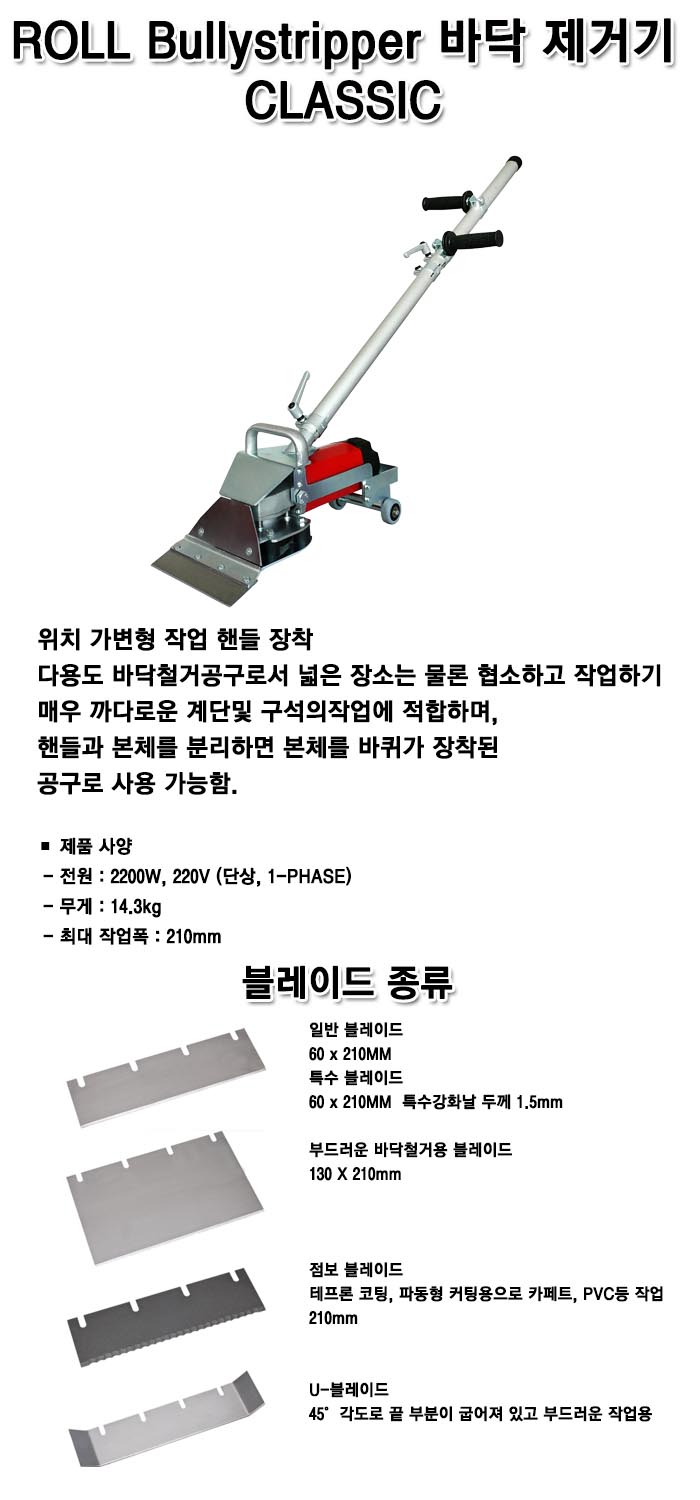 ROLL Bullystripper 바닥 제거기
CLASSIC
위치 가변형 작업 핸들 장착
다용도 바닥철거공구로서 넓은 장소는 물론 협소하고 작업하기
매우 까다로운 계단및 구석의작업에 적합하며,
핸들과 본체를 분리하면 본체를 바퀴가 장착된
공구로 사용 가능함.
▪ 제품 사양
- 전원 : 2200W, 220V (단상, 1-PHASE)
- 무게 : 14.3kg
- 최대 작업폭 : 210mm
블레이드 종류
일반 블레이드
60 x 210MM
특수 블레이드
60 x 210MM 특수강화날 두께 1.5mm
부드러운 바닥철거용 블레이드
130 X 210mm
점보 블레이드
테프론 코팅, 파동형 커팅용으로 카페트, PVC등 작업
210mm
U-블레이드
45° 각도로 끝 부분이 굽어져 있고 부드러운 작업용